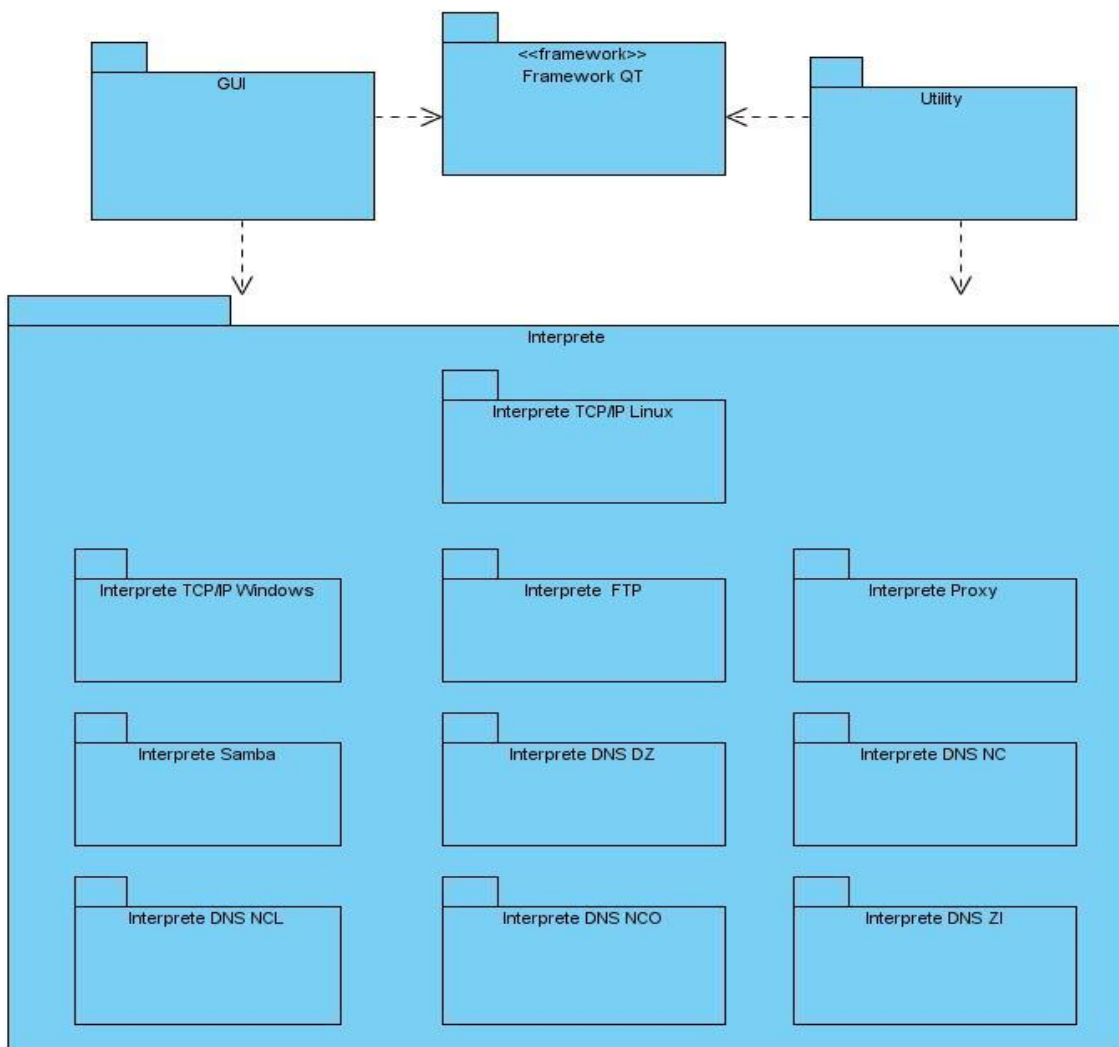 GUI
<<framework>>
Framework QT
Utility
Interprete
Interprete TCP/IP Linux
Interprete TCP/IP Windows
Interprete FTP
Interprete Proxy
Interprete Samba
Interprete DNS DZ
Interprete DNS NC
Interprete DNS NCL
Interprete DNS NCO
Interprete DNS ZI